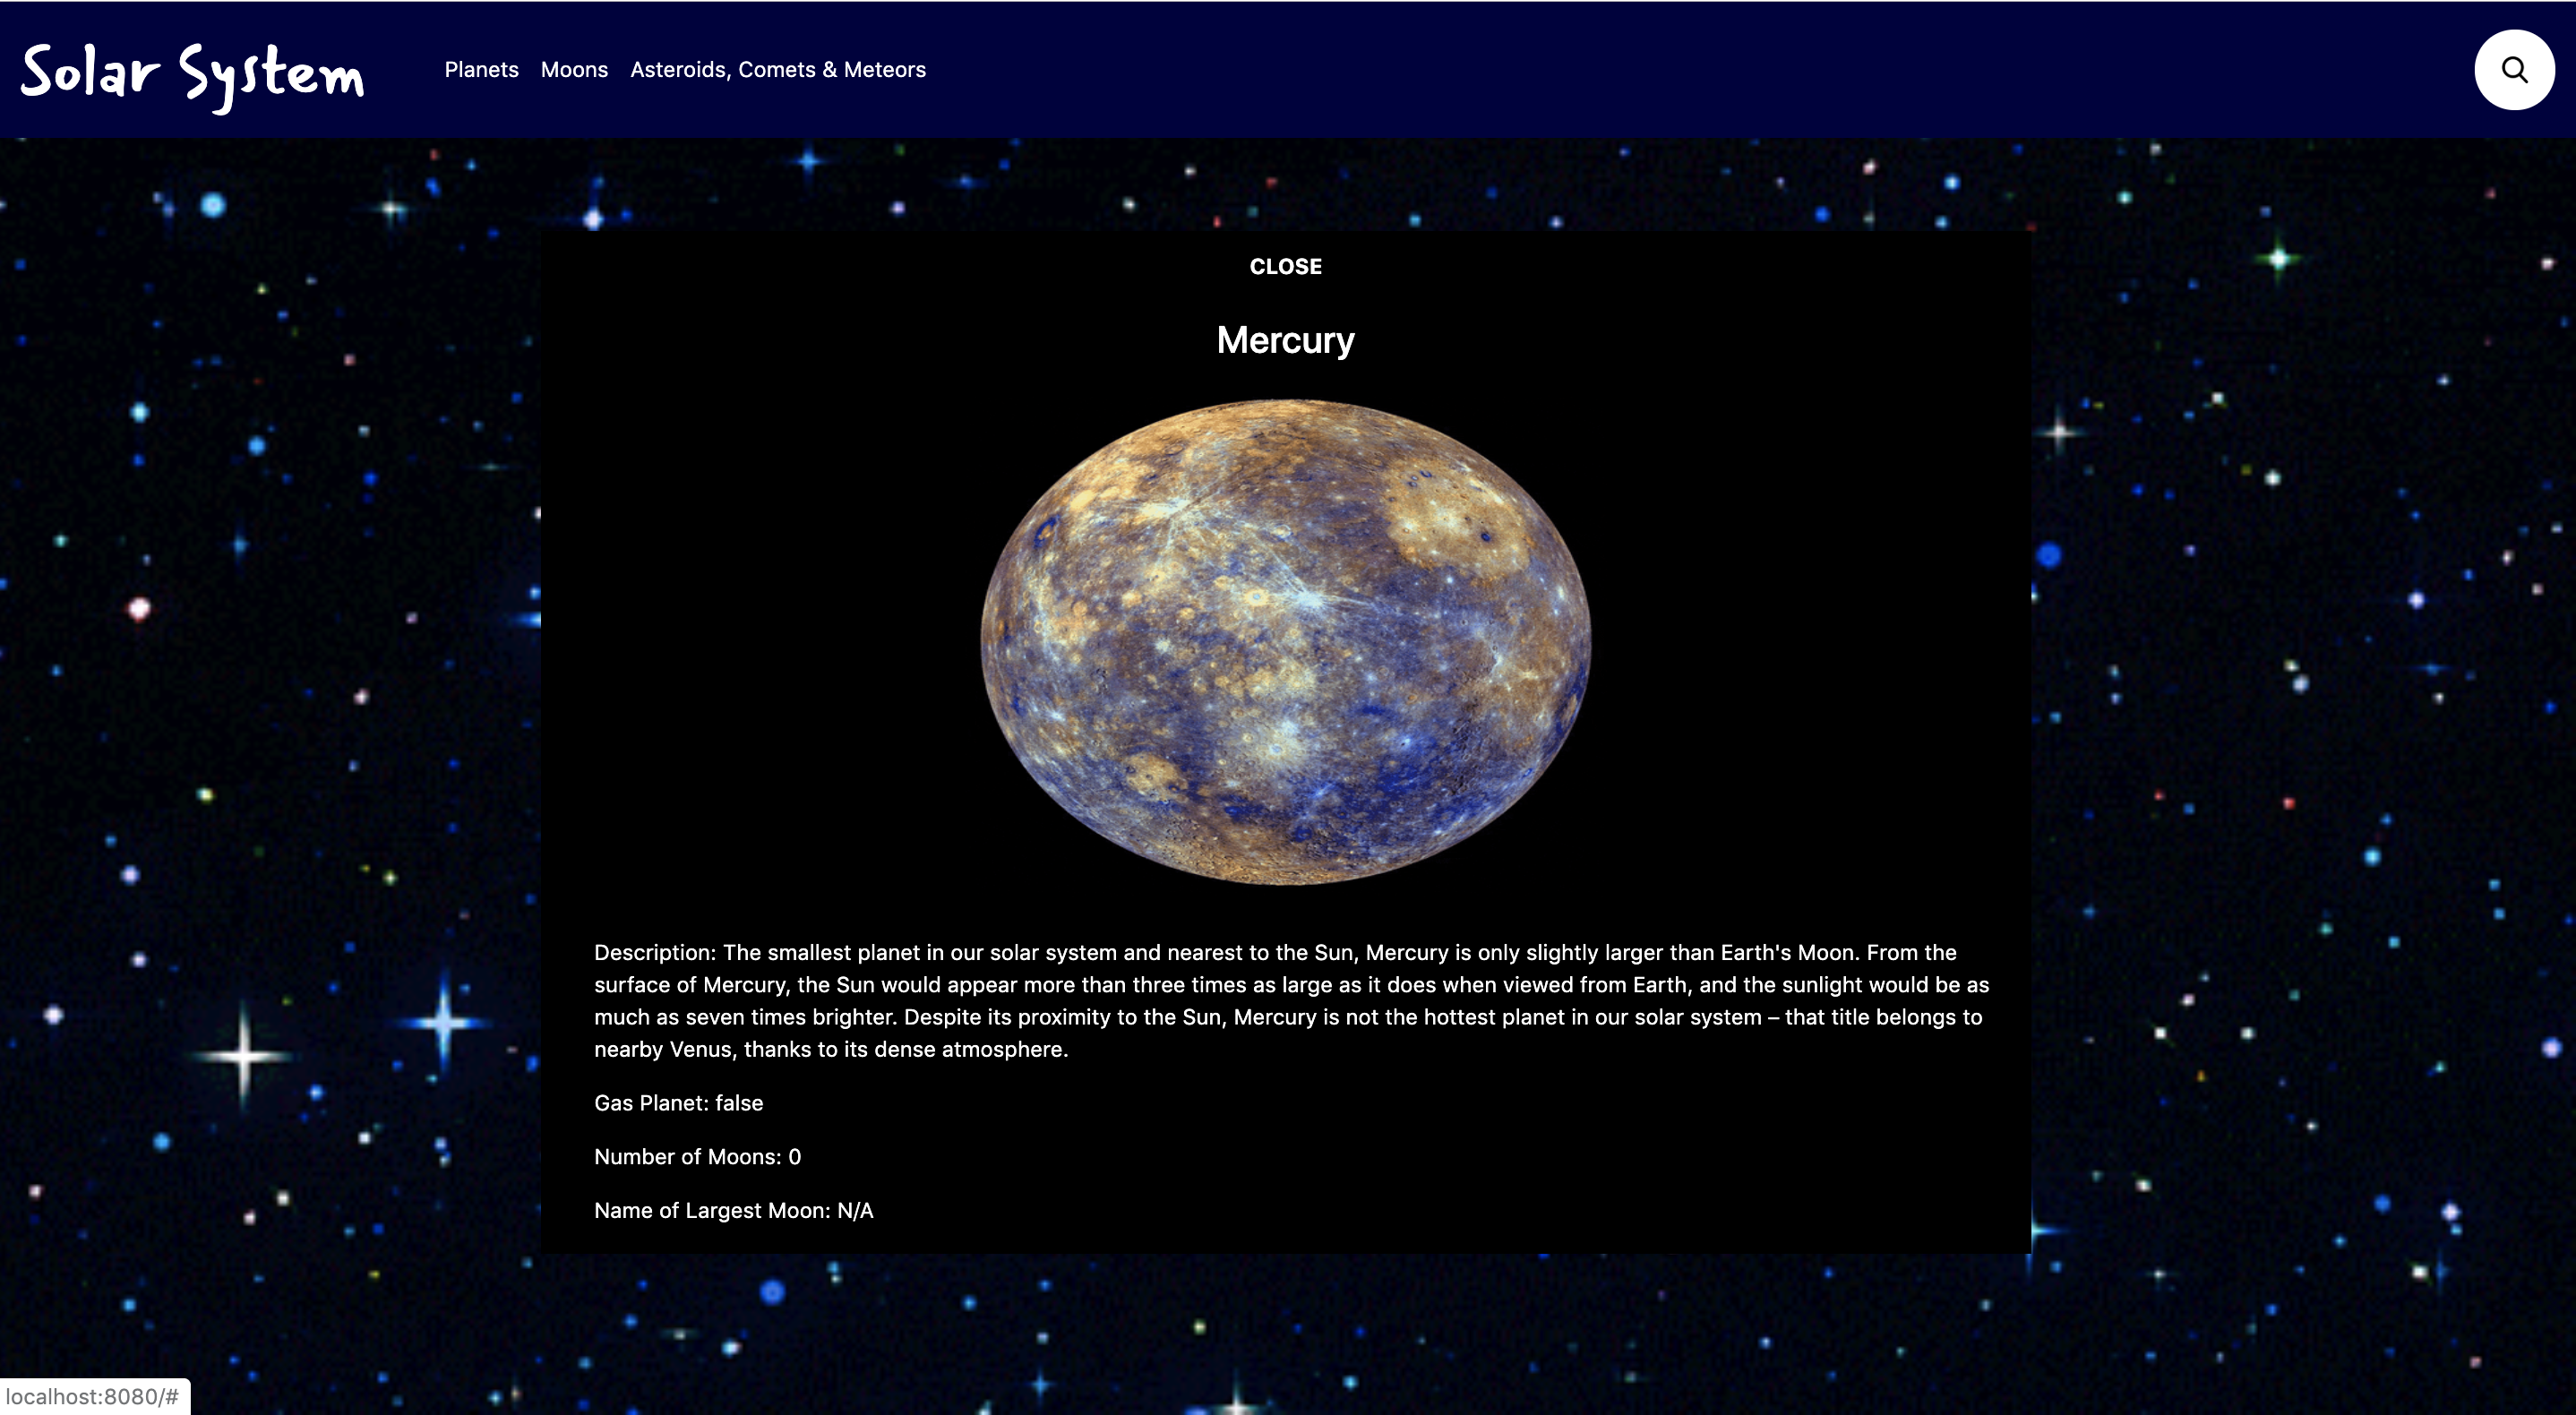 Solar System
Planets Moons Asteroids, Comets & Meteors
CLOSE
Mercury
Description: The smallest planet in our solar system and nearest to the Sun, Mercury is only slightly larger than Earth's Moon. From the
surface of Mercury, the Sun would appear more than three times as large as it does when viewed from Earth, and the sunlight would be as
much as seven times brighter. Despite its proximity to the Sun, Mercury is not the hottest planet in our solar system – that title belongs to
nearby Venus, thanks to its dense atmosphere.
Gas Planet: false
Number of Moons: 0
Name of Largest Moon: N/A
localhost:8080/#